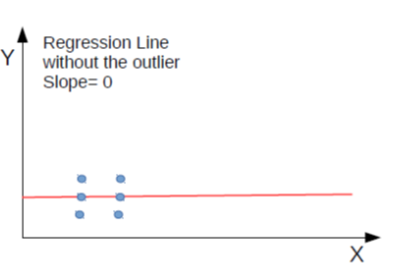 Y
Regression Line
without the outlier
Slope= 0
X